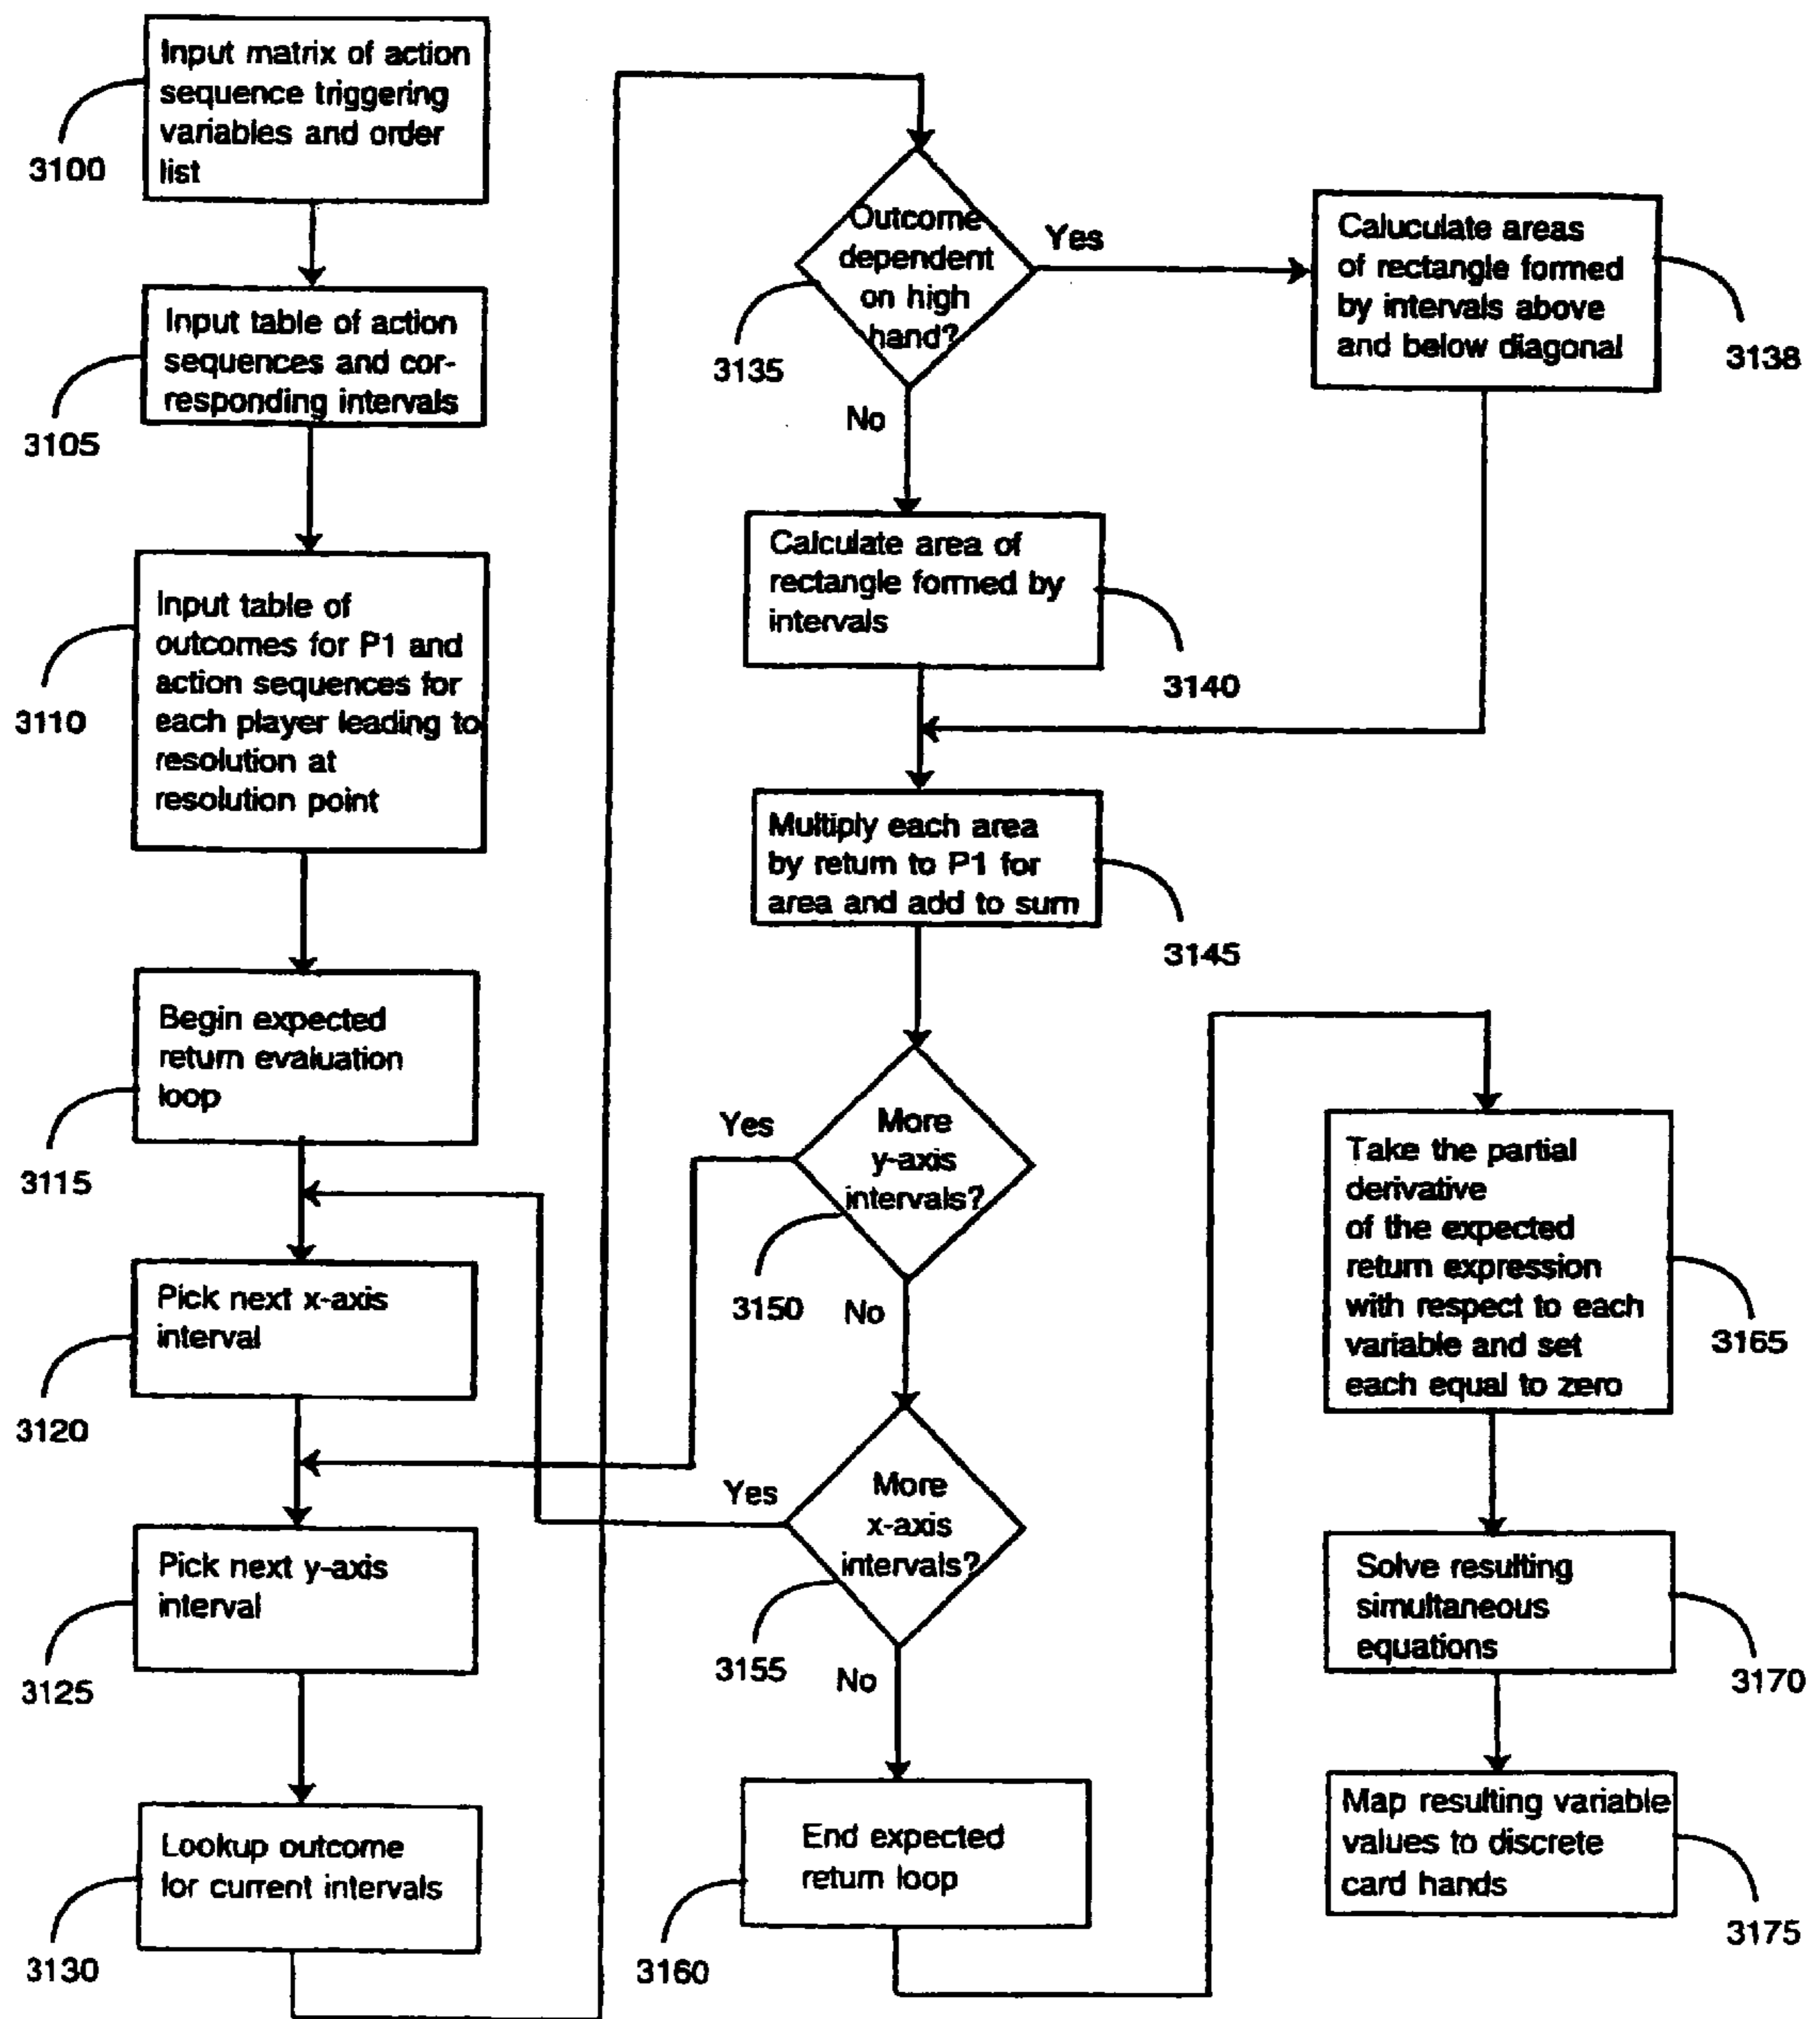 Input matrix of action
sequence triggering
variables and order
list
3100
Input table of action
sequences and cor-
responding intervals
3105
Input table of
outcomes for P1 and
action sequences for
each player leading to
resolution at
resolution point
3110
Begin expected
return evaluation
loop
3115
Pick next x-axis
interval
3120
Pick next y-axis
interval
3125
Lookup outcome
for current intervals
3130
Outcome
dependent
on high
hand?
3135
Yes
No
Caluculate areas
of rectangle formed
by intervals above
and below diagonal
3138
Calculate area of
rectangle formed by
intervals
3140
Multiply each area
by return to P1 for
area and add to sum
3145
More
y-axis
intervals?
Yes
3150
No
More
x-axis
intervals?
Yes
3155
No
End expected
return loop
3160
Take the partial
derivative
of the expected
return expression
with respect to each
variable and set
each equal to zero
3165
Solve resulting
simultaneous
equations
3170
Map resulting variable
values to discrete
card hands
3175